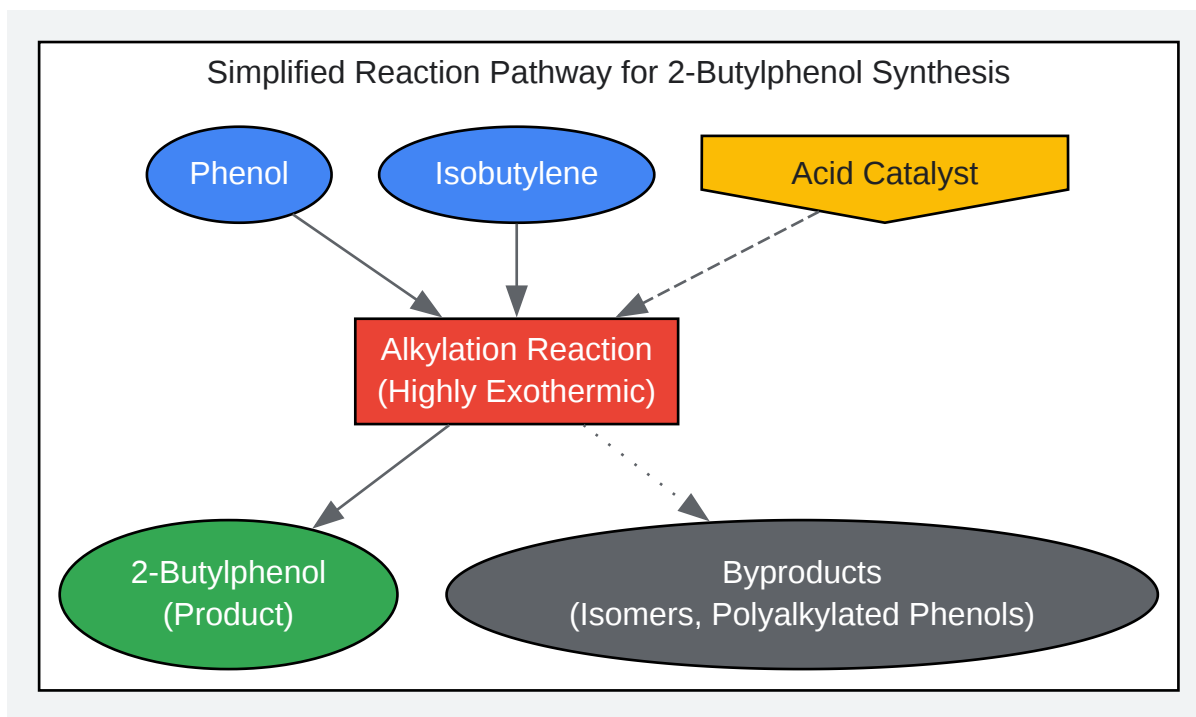 Simplified Reaction Pathway for 2-Butylphenol Synthesis
Phenol
Isobutylene
Acid Catalyst
Alkylation Reaction
(Highly Exothermic)
2-Butylphenol
(Product)
Byproducts
(Isomers, Polyalkylated Phenols)